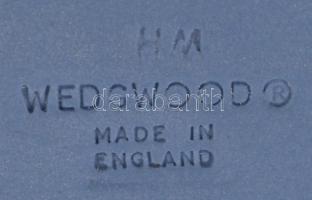 HM
WEDGWOOD ®
darabanth
MADE IN
ENGLAND